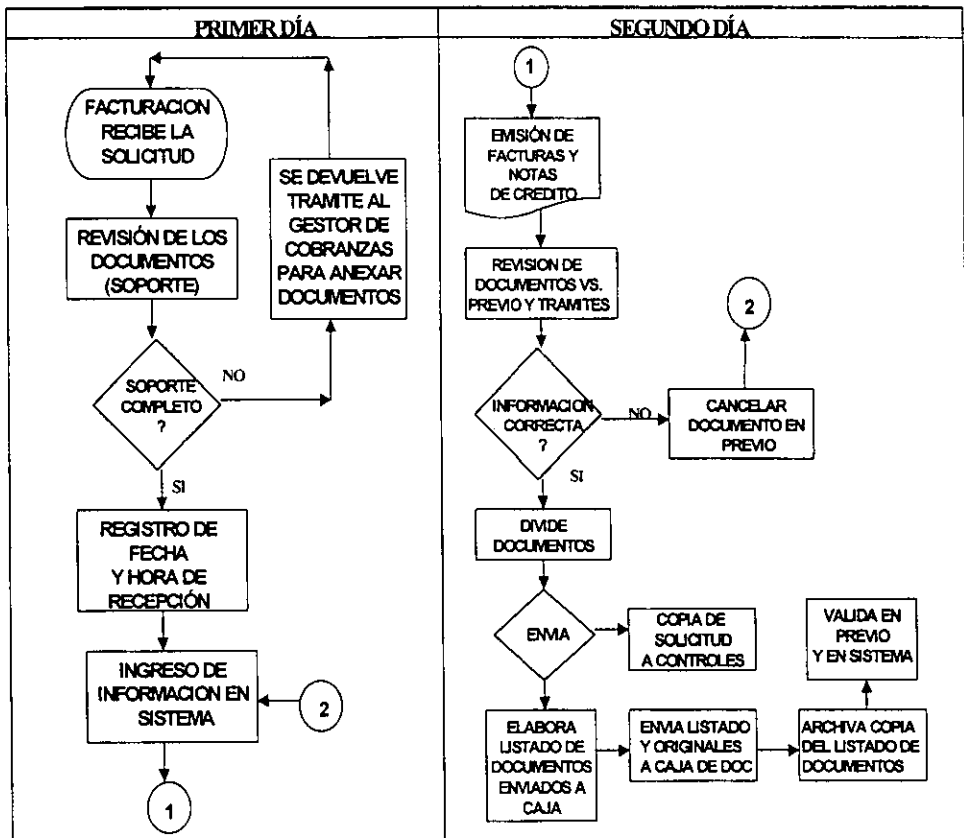 PRIMER DÍA
FACTURACION
RECIBE LA
SOLICITUD
SE DEVUELVE
TRAMITE AL
GESTOR DE
COBRANZAS
PARA ANEXAR
DOCUMENTOS
REVISIÓN DE LOS
DOCUMENTOS
(SOPORTE)
SOPORTE
COMPLETO
?
NO
SI
REGISTRO DE
FECHA
Y HORA DE
RECEPCIÓN
INGRESO DE
INFORMACION EN
SISTEMA
2
1
SEGUNDO DÍA
1
EMISIÓN DE
FACTURAS Y
NOTAS
DE CREDITO
REVISION DE
DOCUMENTOS VS.
PREVIO Y TRAMITES
2
INFORMACION
CORRECTA
?
NO
CANCELAR
DOCUMENTO EN
PREVIO
SI
DIVIDE
DOCUMENTOS
ENVIA
COPIA DE
SOLICITUD
A CONTROLES
VALIDA EN
PREVIO
Y EN SISTEMA
ELABORA
LISTADO DE
DOCUMENTOS
ENVIADOS A
CAJA
ENVIA LISTADO
Y ORIGINALES
A CAJA DE DOC
ARCHIVA COPIA
DEL LISTADO DE
DOCUMENTOS